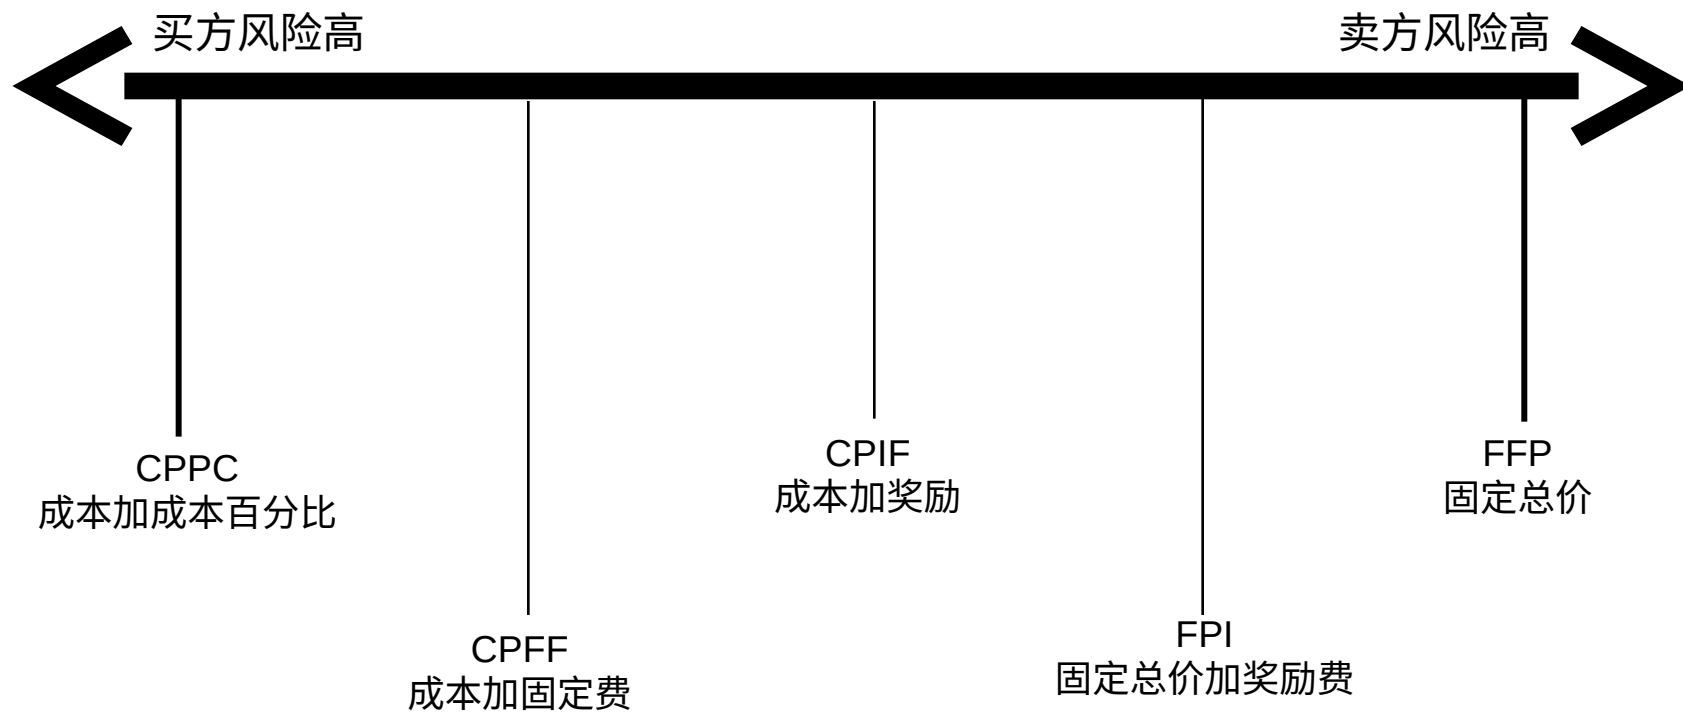 买方风险高
卖方风险高
CPPC
成本加成本百分比
CPFF
成本加固定费
CPIF
成本加奖励
FPI
固定总价加奖励费
FFP
固定总价